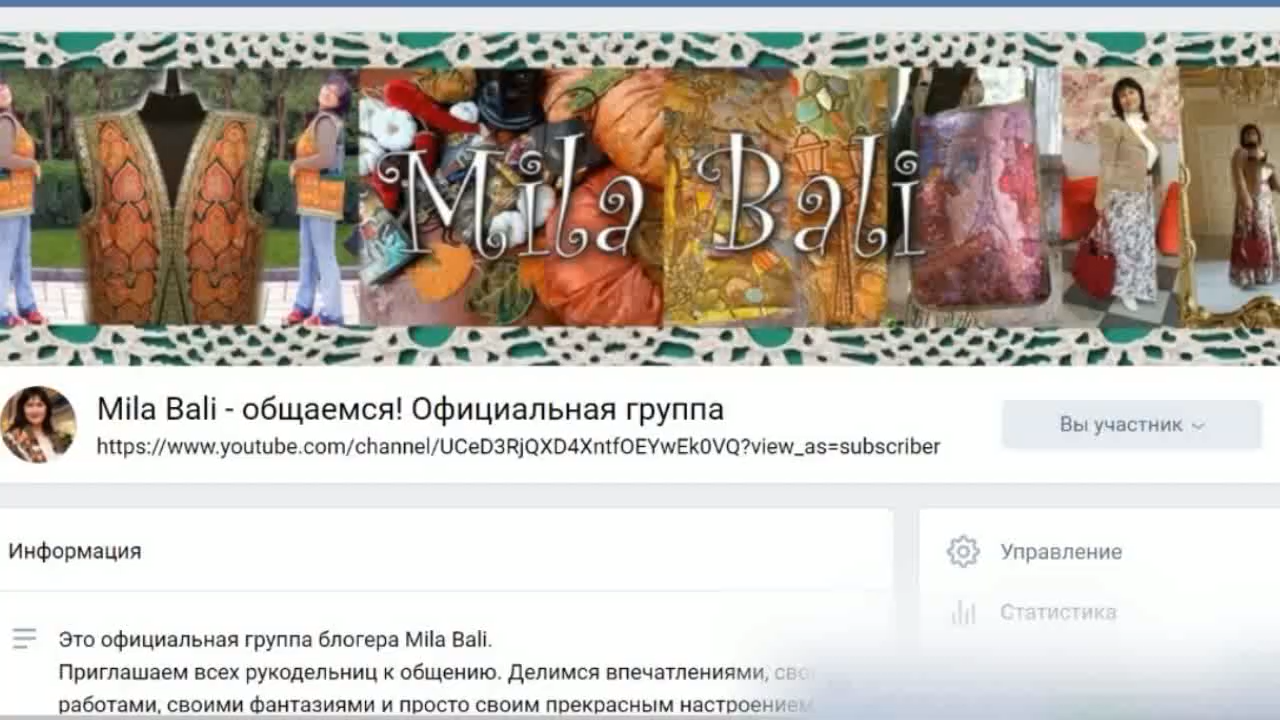 Mila Bali
Mila Bali - общаемся! Официальная группа
https://www.youtube.com/channel/UCeD3RjQXD4XntfOEYwEk0VQ?view_as=subscriber
Вы участник
Информация
Управление
Статистика
Это официальная группа блогера Mila Bali.
Приглашаем всех рукодельниц к общению. Делимся впечатлениями,
работами, своими фантазиями и просто своим прекрасным настроением